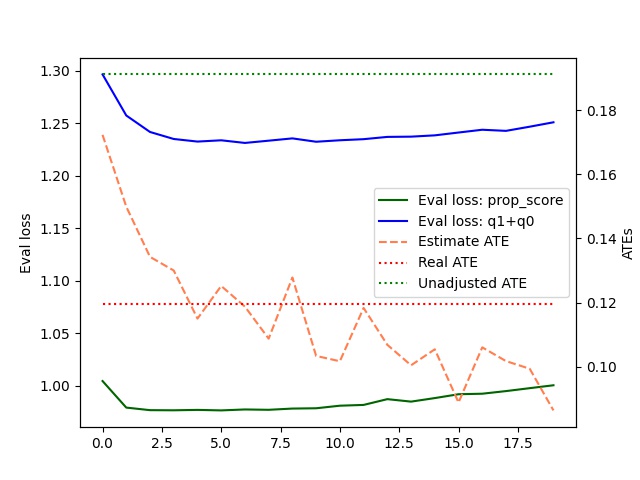 1.30
1.25
1.20
1.15
1.10
1.05
1.00
Eval loss
0.18
0.16
0.14
0.12
0.10
ATEs
Eval loss: prop_score
Eval loss: q1+q0
Estimate ATE
Real ATE
Unadjusted ATE
0.0 2.5 5.0 7.5 10.0 12.5 15.0 17.5